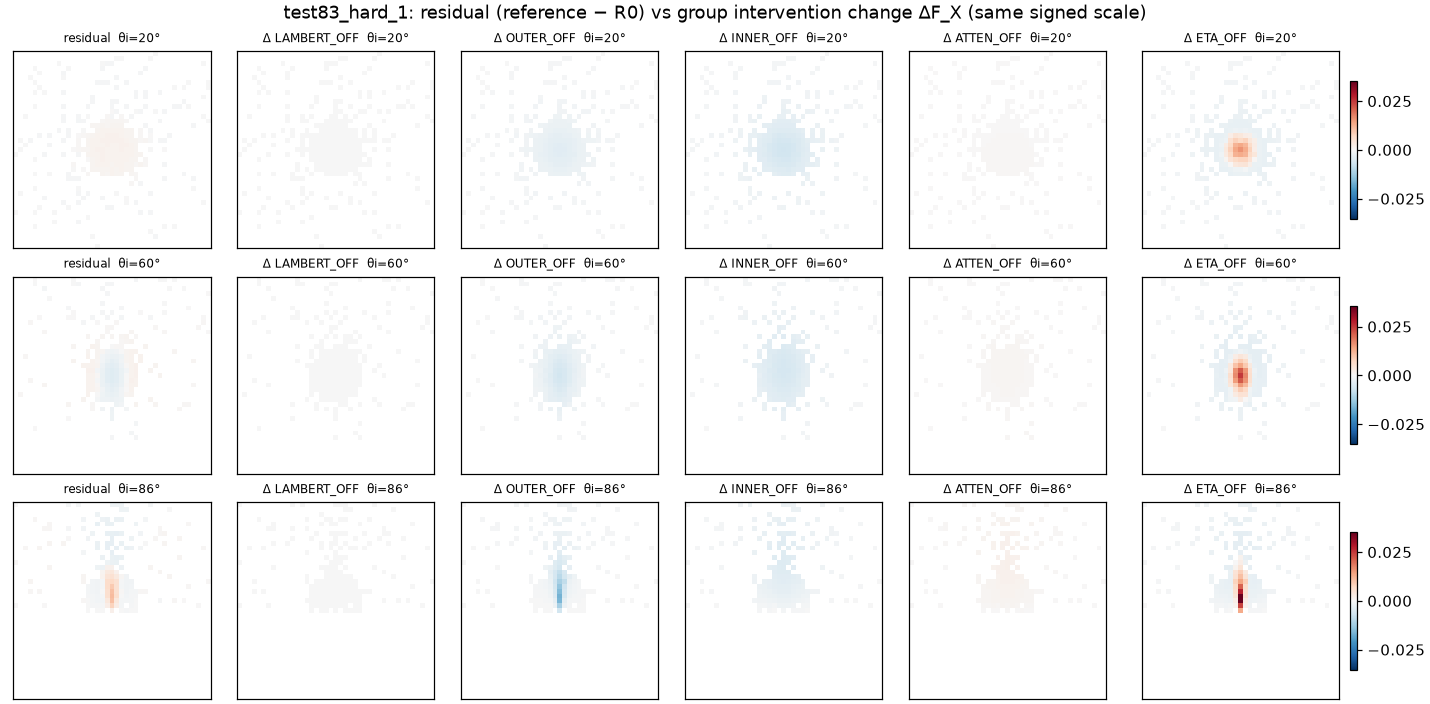 test83_hard_1: residual (reference − R0) vs group intervention change ΔF_X (same signed scale)
residual θi=20°
Δ LAMBERT_OFF θi=20°
Δ OUTER_OFF θi=20°
Δ INNER_OFF θi=20°
Δ ATTEN_OFF θi=20°
Δ ETA_OFF θi=20°
0.025
0.000
−0.025
residual θi=60°
Δ LAMBERT_OFF θi=60°
Δ OUTER_OFF θi=60°
Δ INNER_OFF θi=60°
Δ ATTEN_OFF θi=60°
Δ ETA_OFF θi=60°
0.025
0.000
−0.025
residual θi=86°
Δ LAMBERT_OFF θi=86°
Δ OUTER_OFF θi=86°
Δ INNER_OFF θi=86°
Δ ATTEN_OFF θi=86°
Δ ETA_OFF θi=86°
0.025
0.000
−0.025